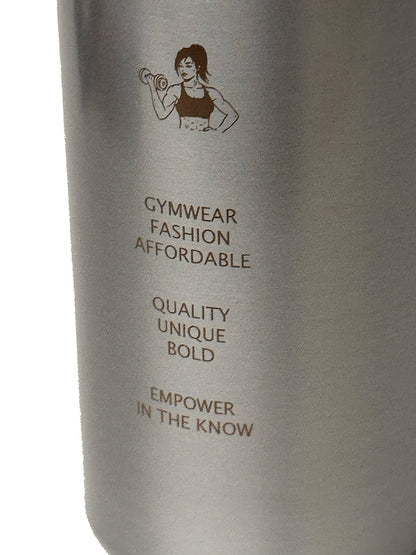 GYMWEAR
FASHION
AFFORDABLE
QUALITY
UNIQUE
BOLD
EMPOWER
IN THE KNOW